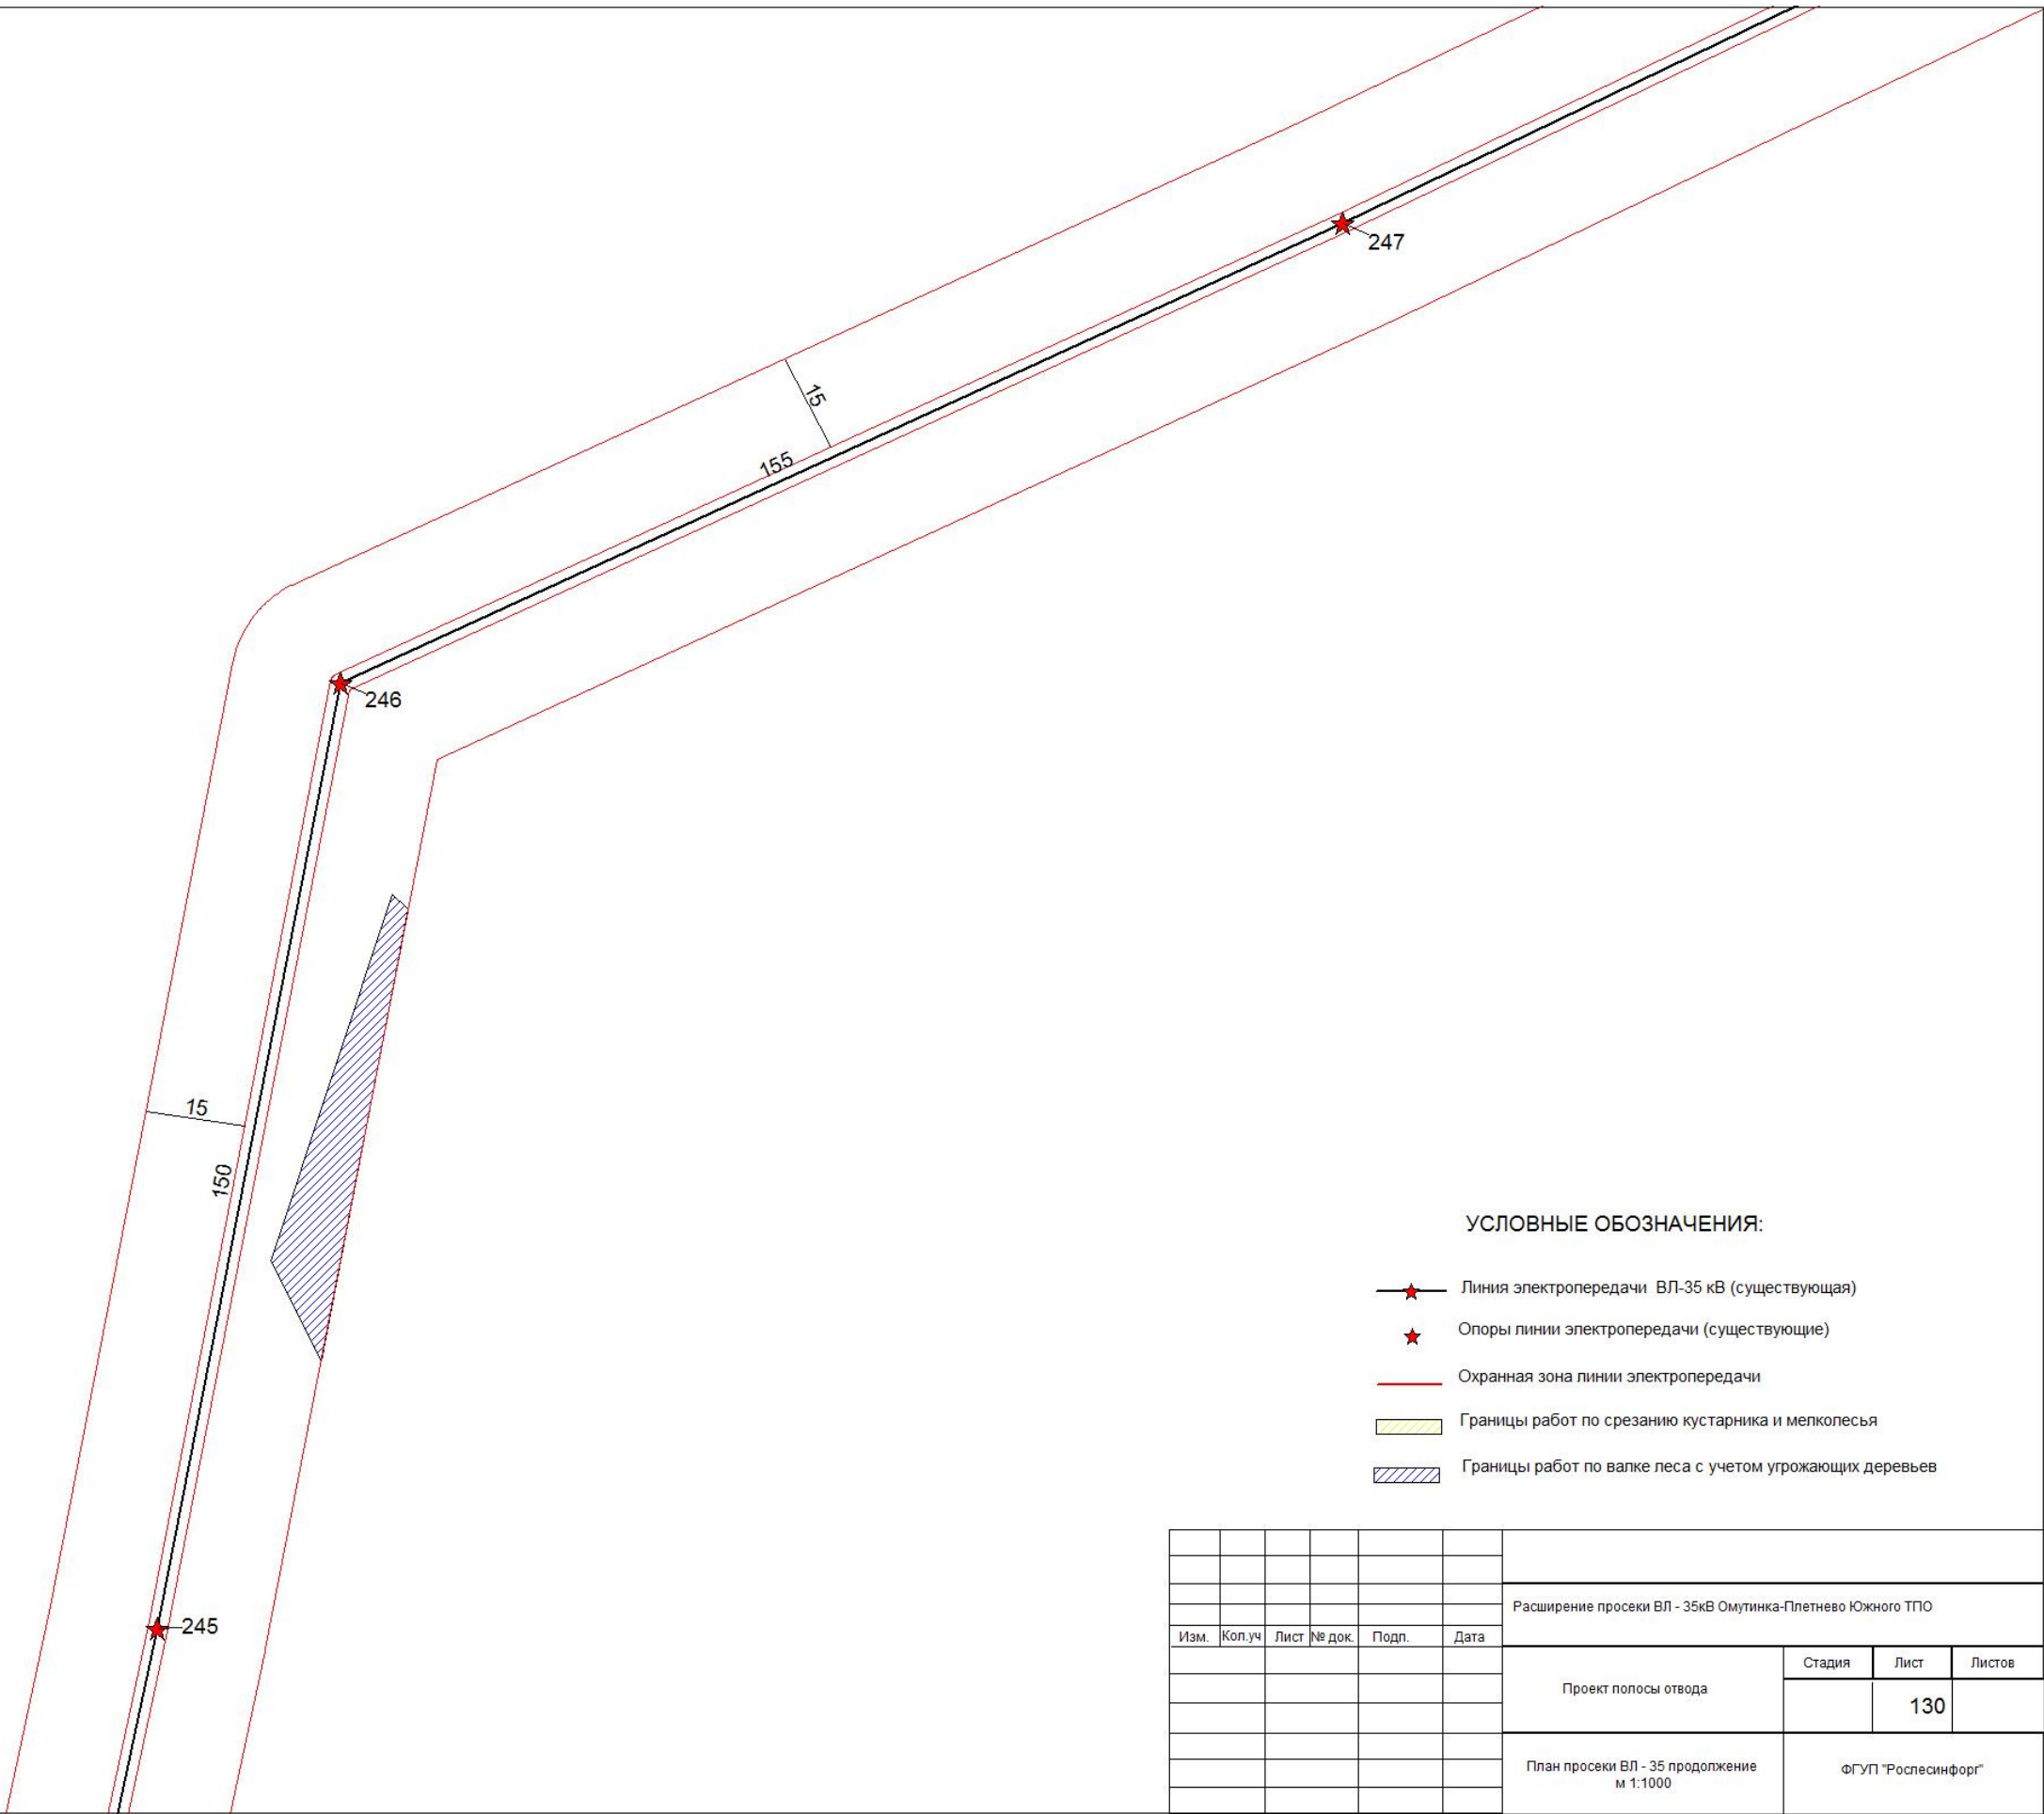 247
15
155
246
15
150
245
УСЛОВНЫЕ ОБОЗНАЧЕНИЯ:
Линия электропередачи ВЛ-35 кВ (существующая)
Опоры линии электропередачи (существующие)
Охранная зона линии электропередачи
Границы работ по срезанию кустарника и мелколесья
Границы работ по валке леса с учетом угрожающих деревьев
Расширение просеки ВЛ - 35кВ Омутинка-Плетнево Южного ТПО
Изм. Кол.уч Лист № док. Подп. Дата
Стадия Лист Листов
Проект полосы отвода
130
План просеки ВЛ - 35 продолжение
м 1:1000
ФГУП "Рослесинфорг"